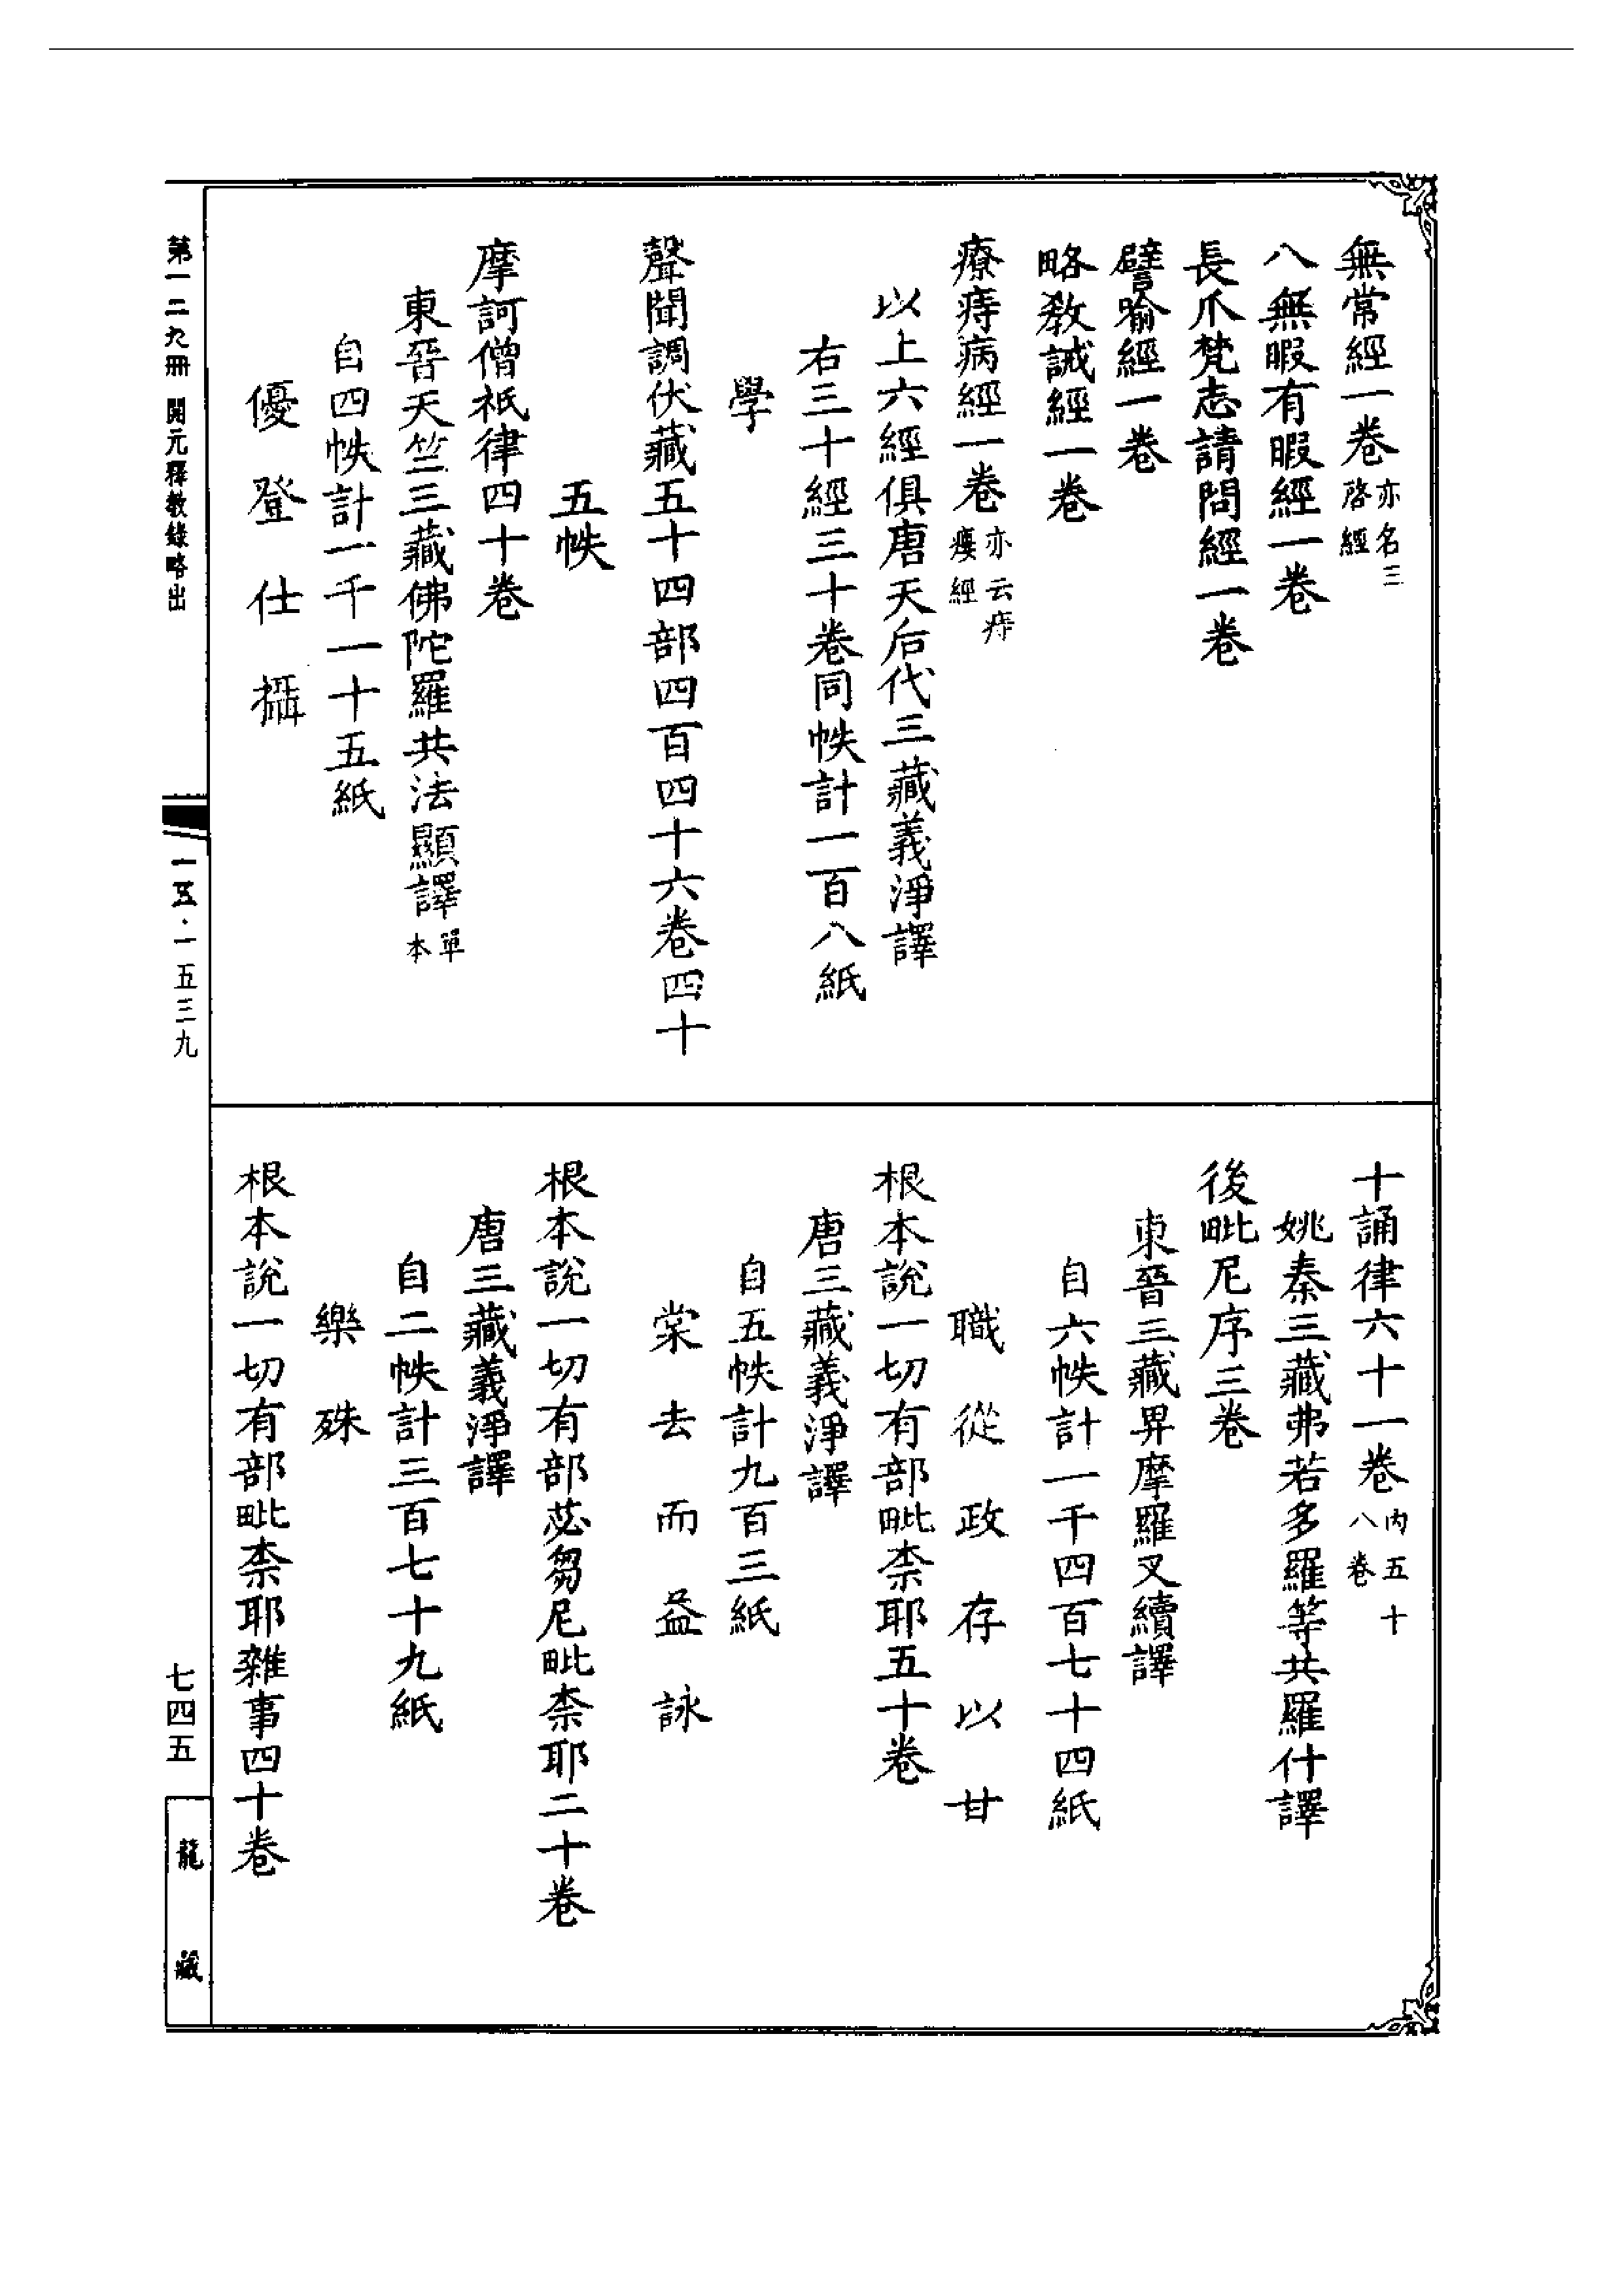 無常經一卷亦名三啓經
八無暇有暇經一卷
長爪梵志請問經一卷
譬喻經一卷
略教誡經一卷
療痔病經一卷亦云痔瘻經
以上六經俱唐天后代三藏義淨譯
右三十經三十卷同帙計一百八紙
學
聲聞調伏藏五十四部四百四十六卷四十
五帙
摩訶僧祇律四十卷
東晉天竺三藏佛陀羅共法顯譯單本
自四帙計一千一十五紙
優登仕攝
十誦律六十一卷內五十八卷
姚秦三藏弗若多羅等共羅什譯
後毗尼序三卷
東晉三藏昇摩羅叉續譯
自六帙計一千四百七十四紙
職從政存以甘
根本說一切有部毗柰耶五十卷
唐三藏義淨譯
自五帙計九百三紙
棠去而益詠
根本說一切有部苾芻尼毗柰耶二十卷
唐三藏義淨譯
自二帙計三百七十九紙
樂殊
根本說一切有部毗柰耶雜事四十卷
第一二九冊 開元釋教錄略出
一五·一五三九
七四五
龍藏